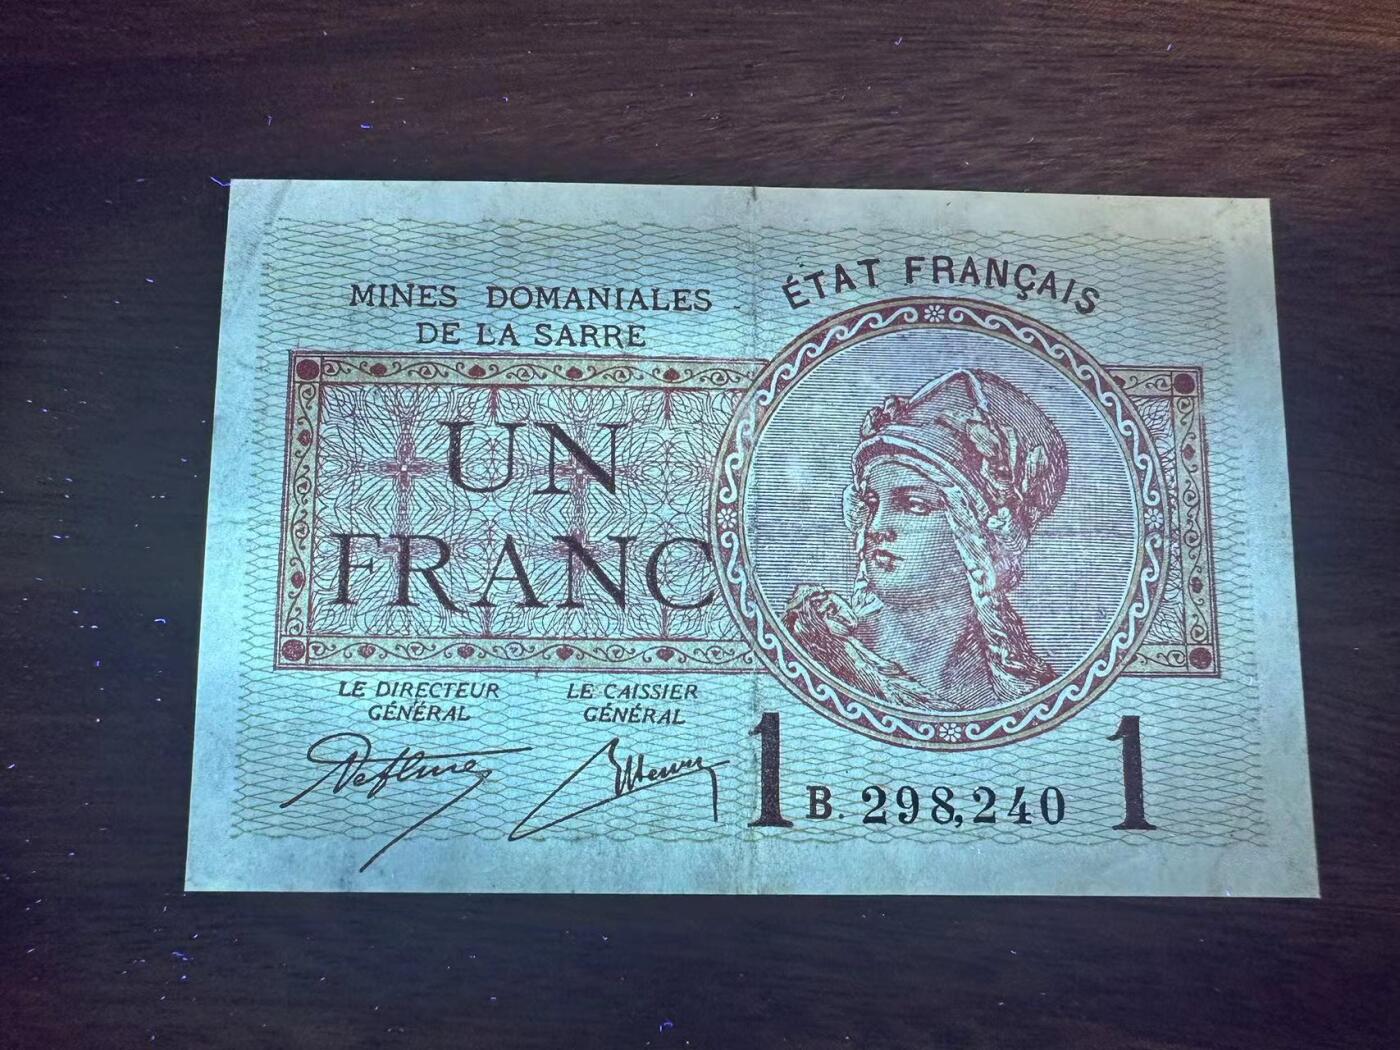 MINES DOMANIALES
DE LA SARRE
ÉTAT FRANÇAIS
UN
FRANC
LE DIRECTEUR
GÉNÉRAL
LE CAISSIER
GÉNÉRAL
1 B. 298,240 1